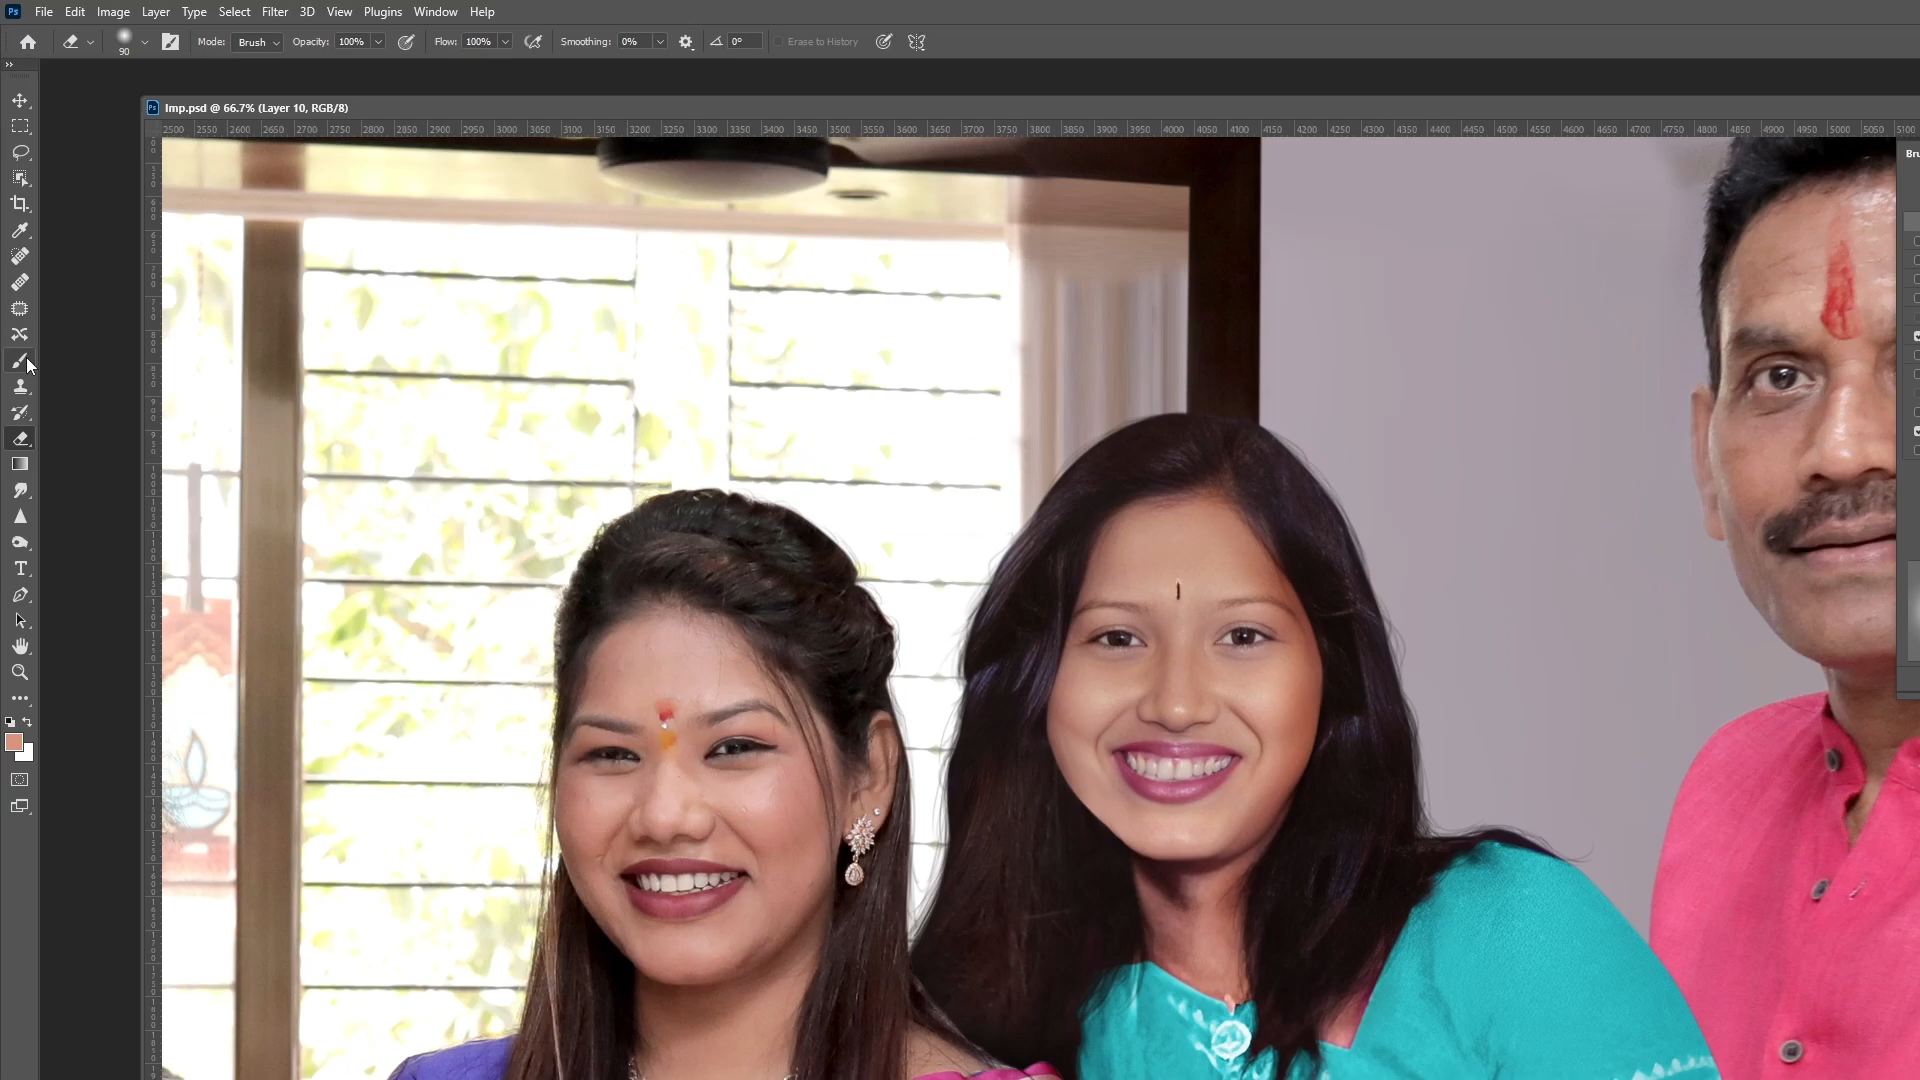 Ps File Edit Image Layer Type Select Filter 3D View Plugins Window Help
90 Mode: Brush Opacity: 100% Flow: 100% Smoothing: 0% 0° Erase to History
Ps Imp.psd @ 66.7% (Layer 10, RGB/8)
2500 2550 2600 2650 2700 2750 2800 2850 2900 2950 3000 3050 3100 3150 3200 3250 3300 3350 3400 3450 3500 3550 3600 3650 3700 3750 3800 3850 3900 3950 4000 4050 4100 4150 4200 4250 4300 4350 4400 4450 4500 4550 4600 4650 4700 4750 4800 4850 4900 4950 5000 5050 5100
Bru